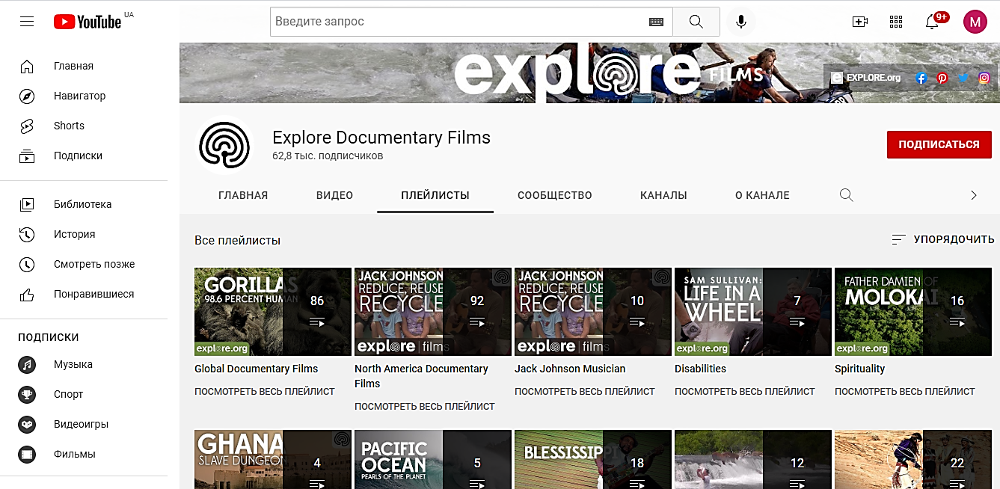 YouTube UA
Введите запрос
9+
M
Главная
Навигатор
Shorts
Подписки
Библиотека
История
Смотреть позже
Понравившиеся
ПОДПИСКИ
Музыка
Спорт
Видеоигры
Фильмы
explore FILMS
EXPLORE.org
Explore Documentary Films
62,8 тыс. подписчиков
ПОДПИСАТЬСЯ
ГЛАВНАЯ ВИДЕО ПЛЕЙЛИСТЫ СООБЩЕСТВО КАНАЛЫ О КАНАЛЕ
Все плейлисты
УПОРЯДОЧИТЬ
GORILLAS
98.6 PERCENT HUMAN
86
explore.org
Global Documentary Films
ПОСМОТРЕТЬ ВЕСЬ ПЛЕЙЛИСТ
JACK JOHNSON
REDUCE, REUSE
RECYCLE
92
explore films
North America Documentary
Films
ПОСМОТРЕТЬ ВЕСЬ ПЛЕЙЛИСТ
JACK JOHNSON
REDUCE, REUSE
RECYCLE
10
explore films
Jack Johnson Musician
ПОСМОТРЕТЬ ВЕСЬ ПЛЕЙЛИСТ
SAM SULLIVAN:
LIFE IN A
WHEEL
7
explore.org
Disabilities
ПОСМОТРЕТЬ ВЕСЬ ПЛЕЙЛИСТ
FATHER DAMIEN OF
MOLOKAI
16
explore.org
Spirituality
ПОСМОТРЕТЬ ВЕСЬ ПЛЕЙЛИСТ
GHANA
SLAVE DUNGEON
4
PACIFIC
OCEAN
PEARLS OF THE PLANET
5
BLESSISSIPPI
18
12
22